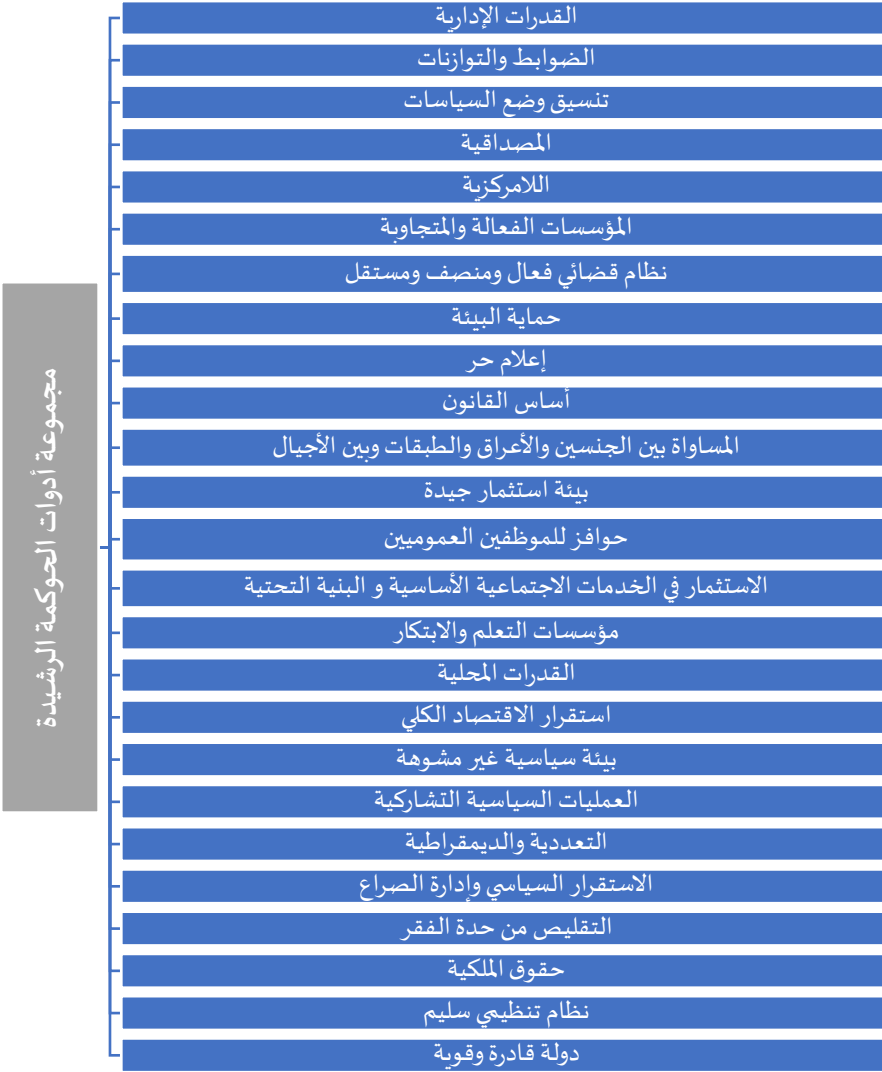 مجموعة أدوات الحوكمة الرشيدة
القدرات الإدارية
الضوابط والتوازنات
تنسيق وضع السياسات
المصداقية
اللامركزية
المؤسسات الفعالة والمتجاوبة
نظام قضائي فعال ومنصف ومستقل
حماية البيئة
إعلام حر
أساس القانون
المساواة بين الجنسين والأعراق والطبقات وبين الأجيال
بيئة استثمار جيدة
حوافز للموظفين العموميين
الاستثمار في الخدمات الاجتماعية الأساسية و البنية التحتية
مؤسسات التعلم والابتكار
القدرات المحلية
استقرار الاقتصاد الكلي
بيئة سياسية غير مشوهة
العمليات السياسية التشاركية
التعددية والديمقراطية
الاستقرار السياسي وإدارة الصراع
التقليص من حدة الفقر
حقوق الملكية
نظام تنظيمي سليم
دولة قادرة وقوية